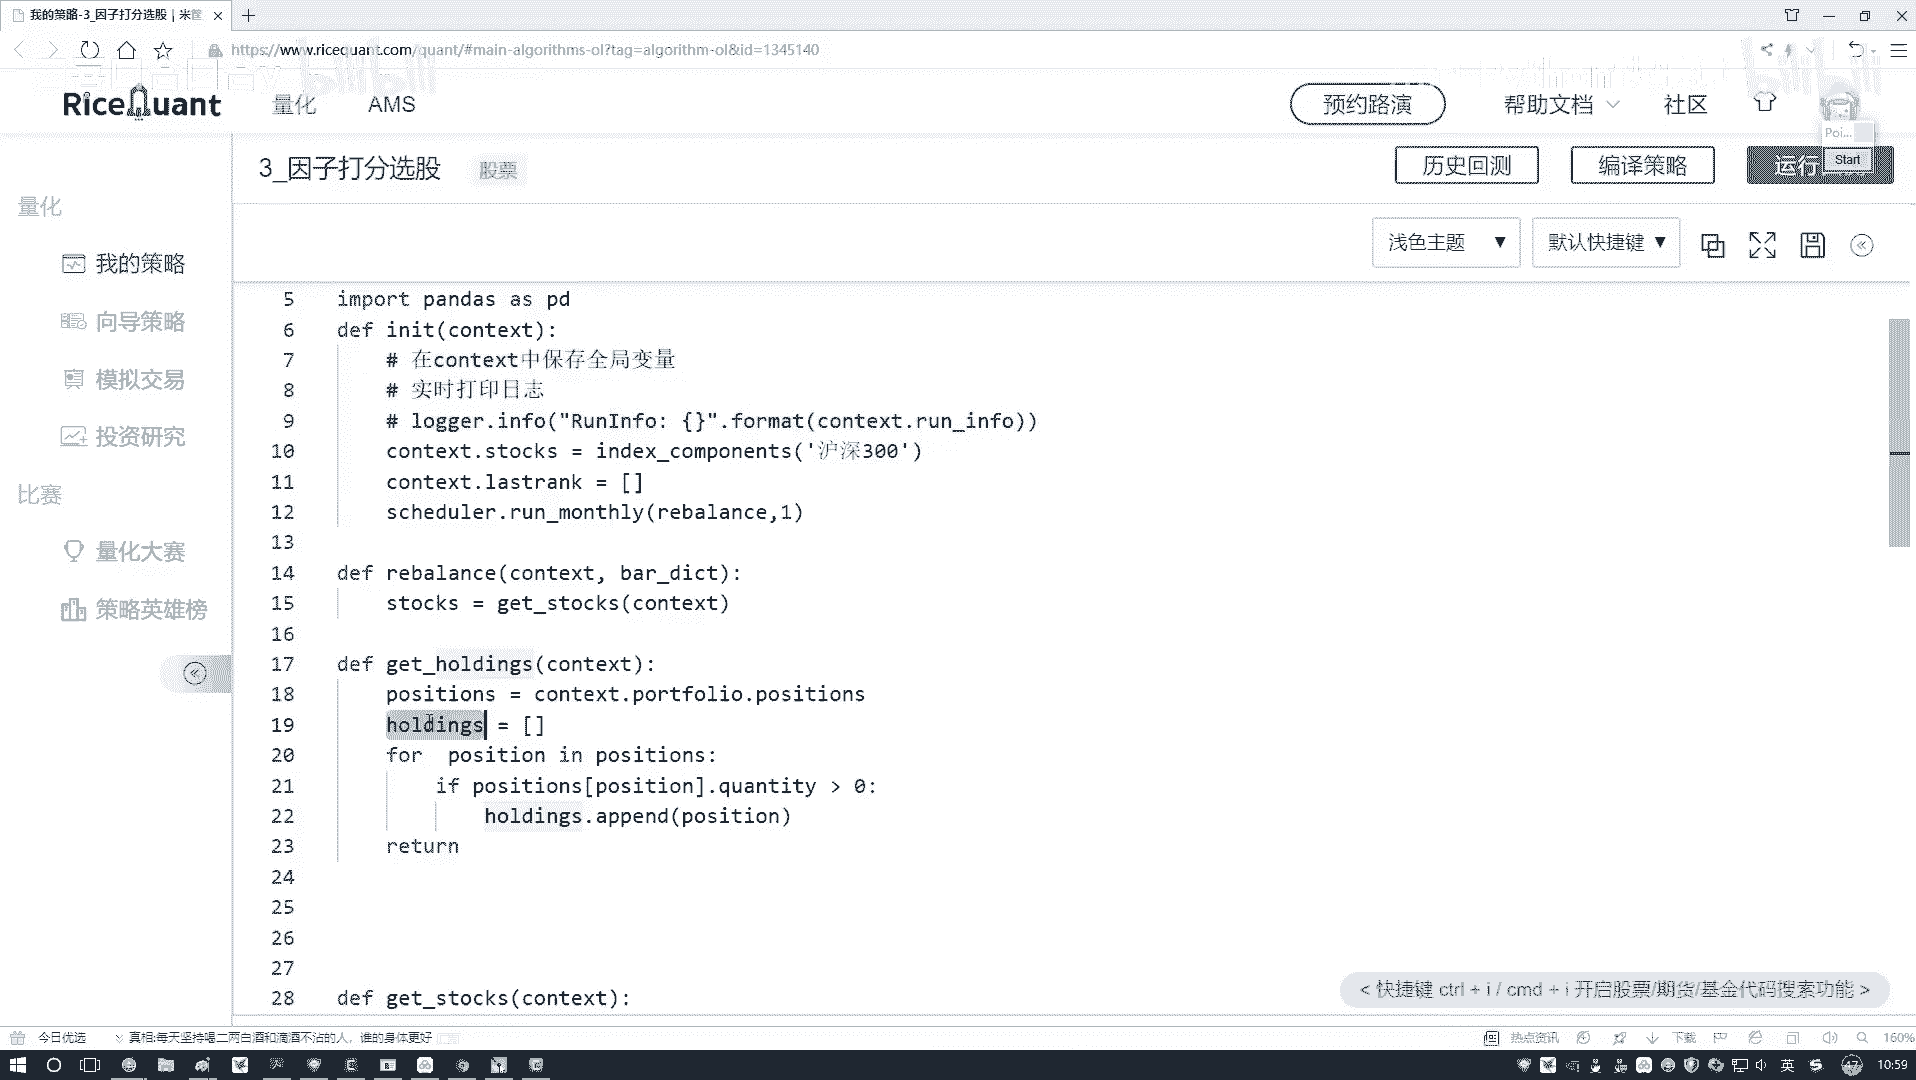 我的策略-3_因子打分选股 | 米筐
https://www.ricequant.com/quant/#main-algorithms-ol?tag=algorithm-ol&id=1345140
RiceQuant
量化
AMS
预约路演
帮助文档
社区
Poi...
Start
3_因子打分选股
股票
历史回测
编译策略
运行
量化
我的策略
向导策略
模拟交易
投资研究
比赛
量化大赛
策略英雄榜
浅色主题
默认快捷键
5 import pandas as pd
6 def init(context):
7 # 在context中保存全局变量
8 # 实时打印日志
9 # logger.info("RunInfo: {}".format(context.run_info))
10 context.stocks = index_components('沪深300')
11 context.lastrank = []
12 scheduler.run_monthly(rebalance,1)
13
14 def rebalance(context, bar_dict):
15 stocks = get_stocks(context)
16
17 def get_holdings(context):
18 positions = context.portfolio.positions
19 holdings = []
20 for  position in positions:
21 if positions[position].quantity > 0:
22 holdings.append(position)
23 return
24
25
26
27
28 def get_stocks(context):
< 快捷键 ctrl + i / cmd + i 开启股票/期货/基金代码搜索功能 >
今日优选
真相:每天坚持喝二两白酒和滴酒不沾的人，谁的身体更好
热点资讯
下载
160%
英
47
10:59